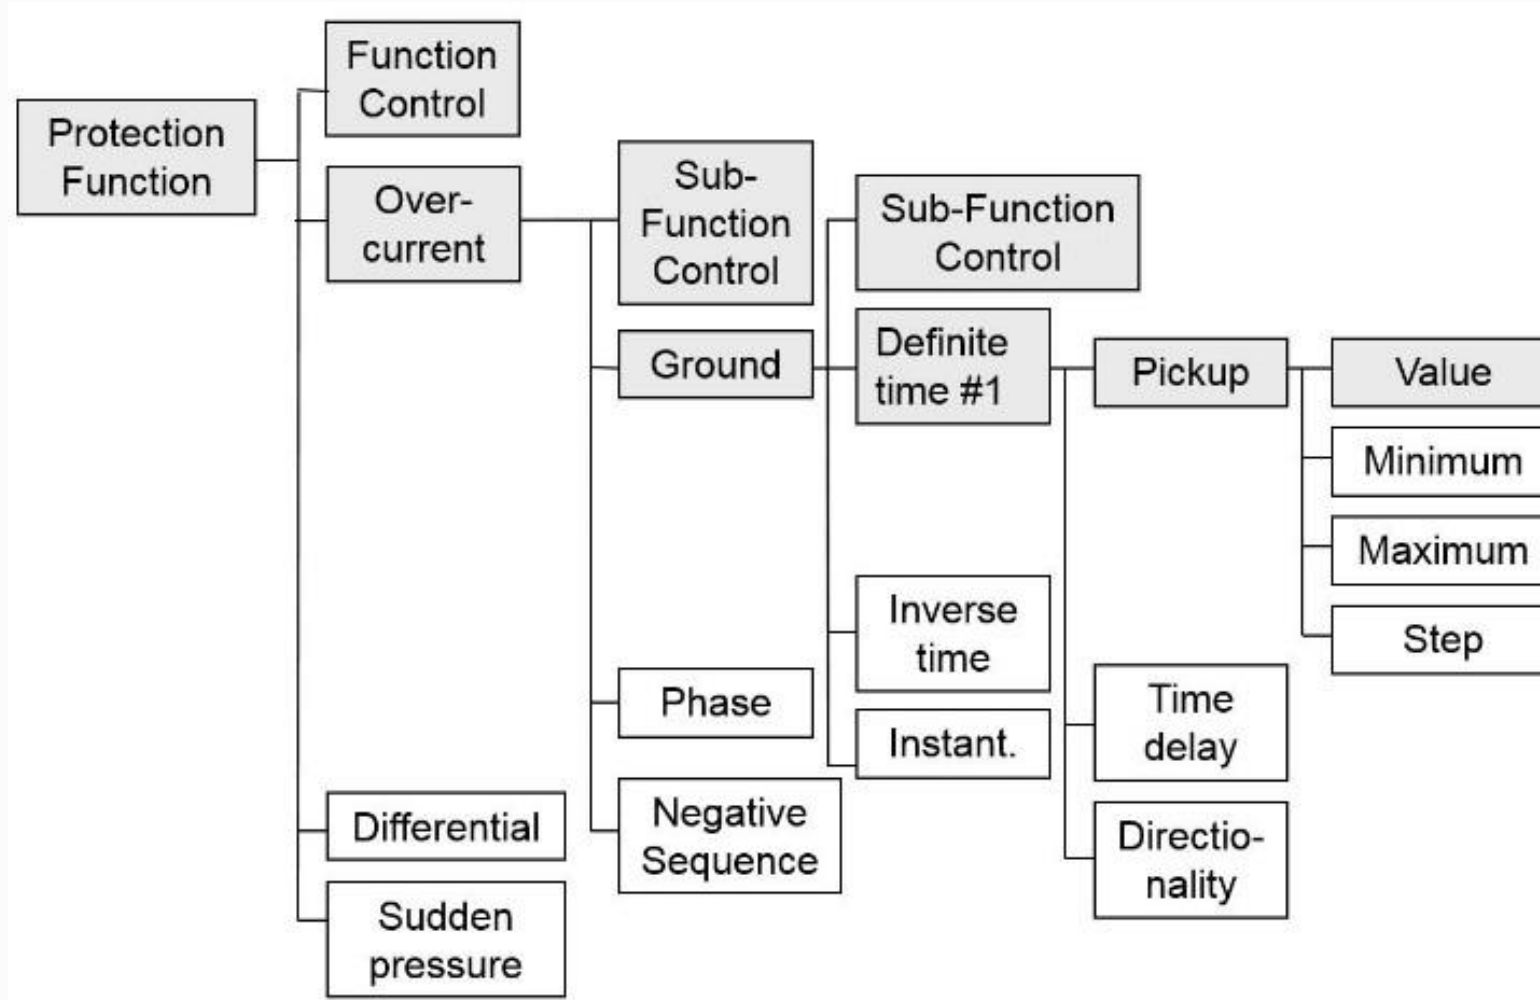 Function
Control
Protection
Function
Over-
current
Sub-
Function
Control
Sub-Function
Control
Ground
Definite
time #1
Pickup
Value
Minimum
Maximum
Step
Inverse
time
Phase
Instant.
Time
delay
Differential
Negative
Sequence
Directio-
nality
Sudden
pressure